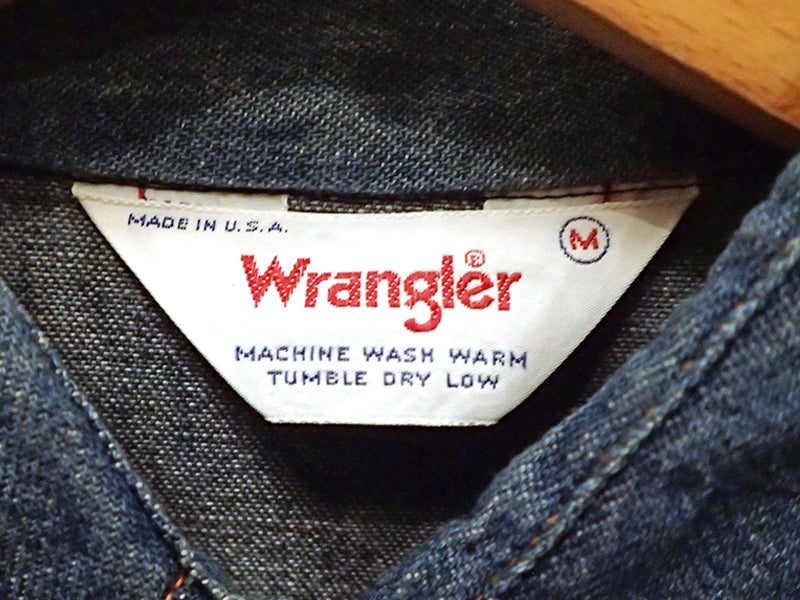 MADE IN U.S.A.
M
Wrangler®
MACHINE WASH WARM
TUMBLE DRY LOW